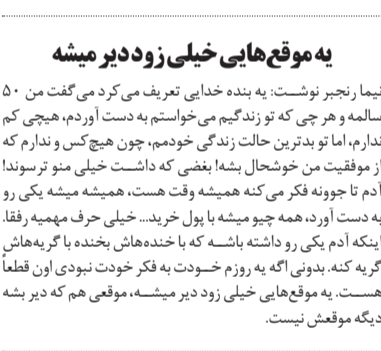 یه موقع‌هایی خیلی زود دیر میشه
نیما رنجبر نوشت: یه بنده خدایی تعریف می‌کرد می‌گفت من ۵۰
سالمه و هر چی که تو زندگیم می‌خواستم به دست آوردم، هیچی کم
ندارم، اما تو بدترین حالت زندگی خودمم، چون هیچ‌کس و ندارم که
از موفقیت من خوشحال بشه! بغضی که داشت خیلی منو ترسوند!
آدم تا جوونه فکر می‌کنه همیشه وقت هست، همیشه میشه یکی رو
به دست آورد، همه چیو میشه با پول خرید... خیلی حرف مهمیه رفقا.
اینکه آدم یکی رو داشته باشه که با خنده‌هاش بخنده با گریه‌هاش
گریه کنه. بدونی اگه یه روزم خودت به فکر خودت نبودی اون قطعاً
هست. یه موقع‌هایی خیلی زود دیر میشه، موقعی هم که دیر بشه
دیگه موقعش نیست.